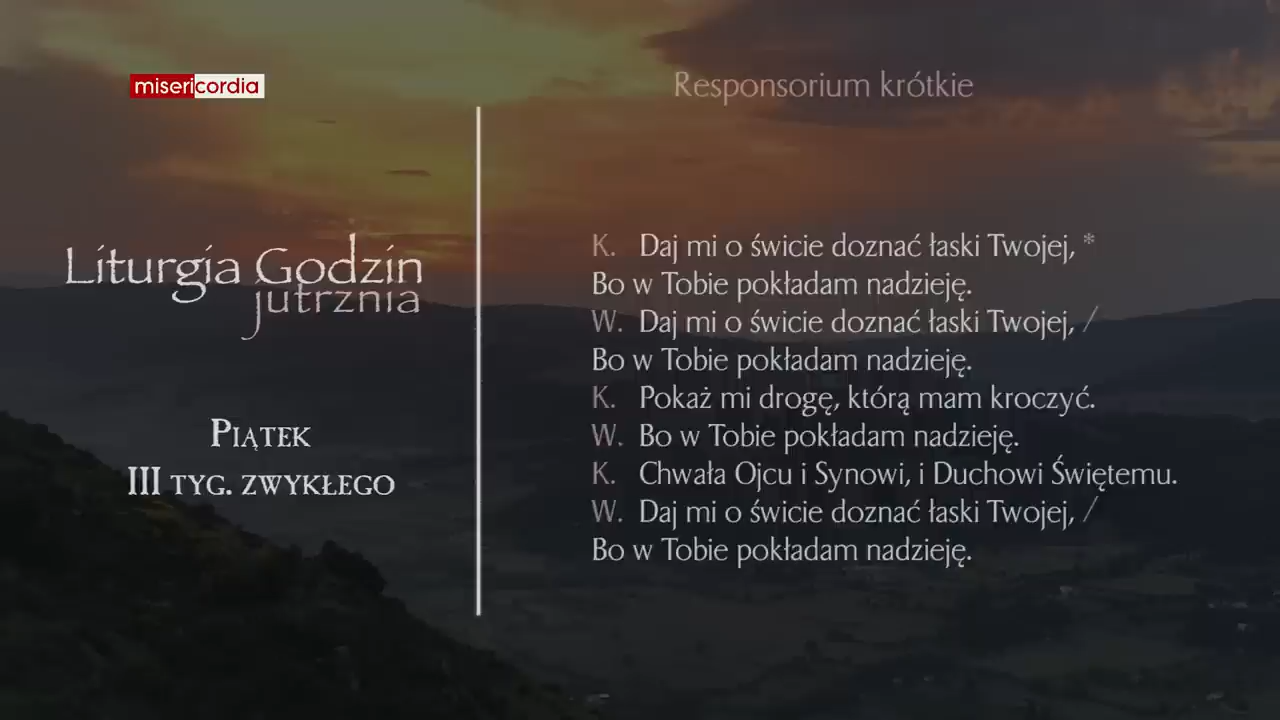 misericordia
Liturgia Godzin
jutrznia
Piątek
III tyg. zwykłego
Responsorium krótkie
K. Daj mi o świcie doznać łaski Twojej, *
Bo w Tobie pokładam nadzieję.
W. Daj mi o świcie doznać łaski Twojej, /
Bo w Tobie pokładam nadzieję.
K. Pokaż mi drogę, którą mam kroczyć.
W. Bo w Tobie pokładam nadzieję.
K. Chwała Ojcu i Synowi, i Duchowi Świętemu.
W. Daj mi o świcie doznać łaski Twojej, /
Bo w Tobie pokładam nadzieję.